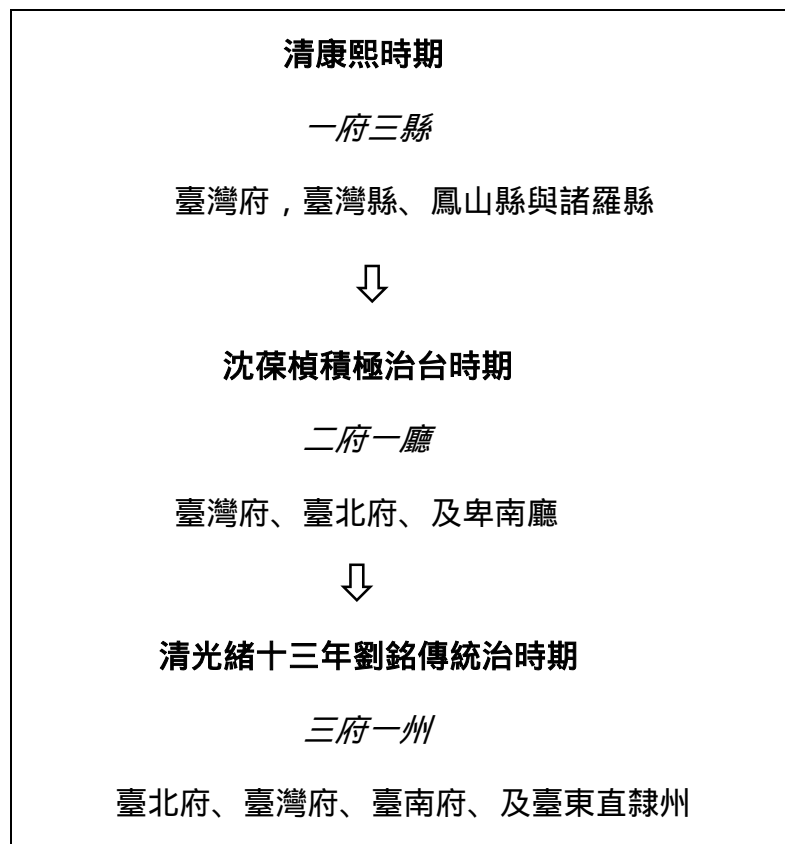 清康熙時期
一府三縣
臺灣府，臺灣縣、鳳山縣與諸羅縣
⇩
沈葆楨積極治台時期
二府一廳
臺灣府、臺北府、及卑南廳
⇩
清光緒十三年劉銘傳統治時期
三府一州
臺北府、臺灣府、臺南府、及臺東直隸州